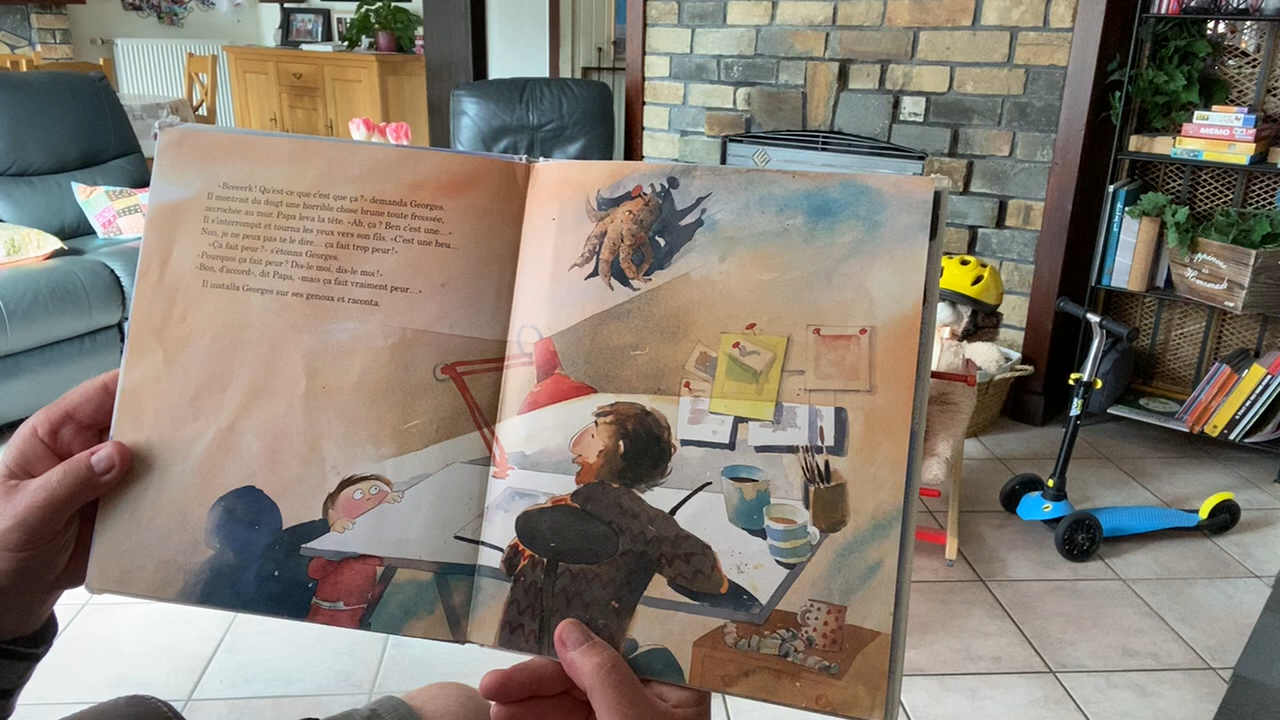 «Beeeerk! Qu'est-ce que c'est que ça?» demanda Georges.
Il montrait du doigt une horrible chose brune toute froissée,
accrochée au mur. Papa leva la tête. «Ah, ça? Ben c'est une...»
Il s'interrompit et tourna les yeux vers son fils. «C'est une heu...
Non, je ne peux pas te le dire... ça fait trop peur!»
«Ça fait peur?» s'étonna Georges.
«Pourquoi ça fait peur? Dis-le moi, dis-le moi!»
«Bon, d'accord», dit Papa, «mais ça fait vraiment peur...»
Il installa Georges sur ses genoux et raconta.
MEMO
Happiness is